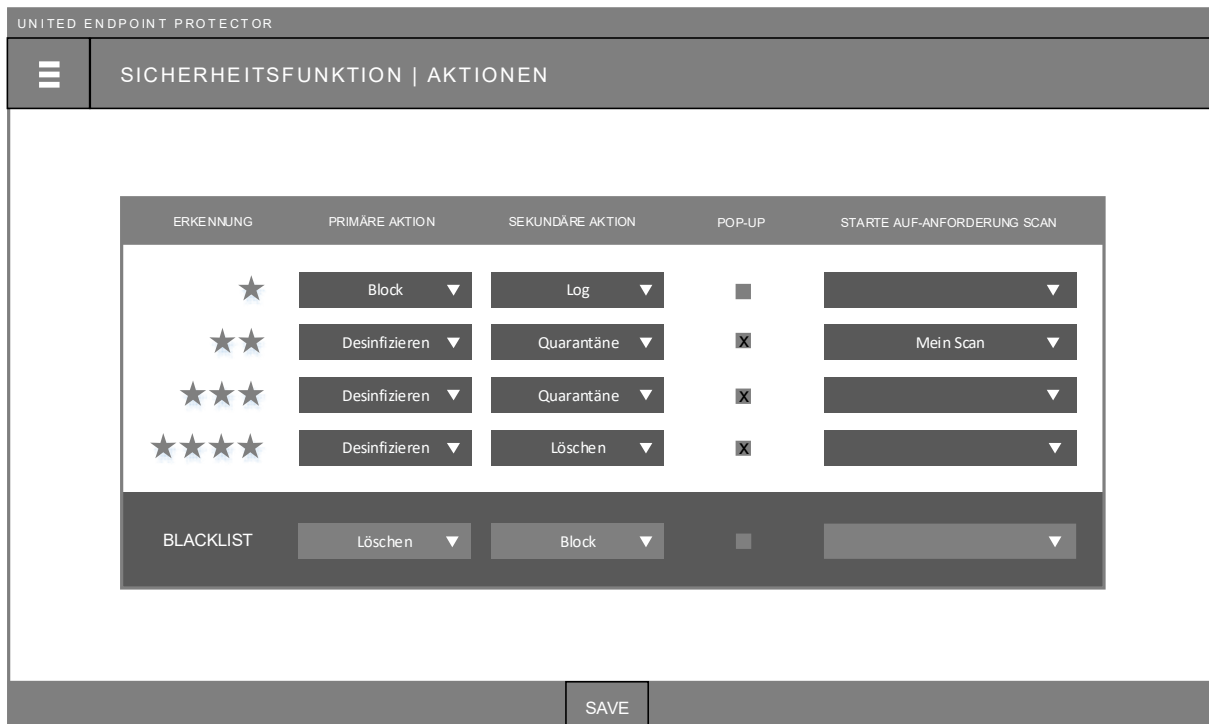 UNITED ENDPOINT PROTECTOR
SICHERHEITSFUNKTION | AKTIONEN
ERKENNUNG PRIMÄRE AKTION SEKUNDÄRE AKTION POP-UP STARTE AUF-ANFORDERUNG SCAN
Block Log
Desinfizieren Quarantäne X Mein Scan
Desinfizieren Quarantäne X
Desinfizieren Löschen X
BLACKLIST Löschen Block
SAVE